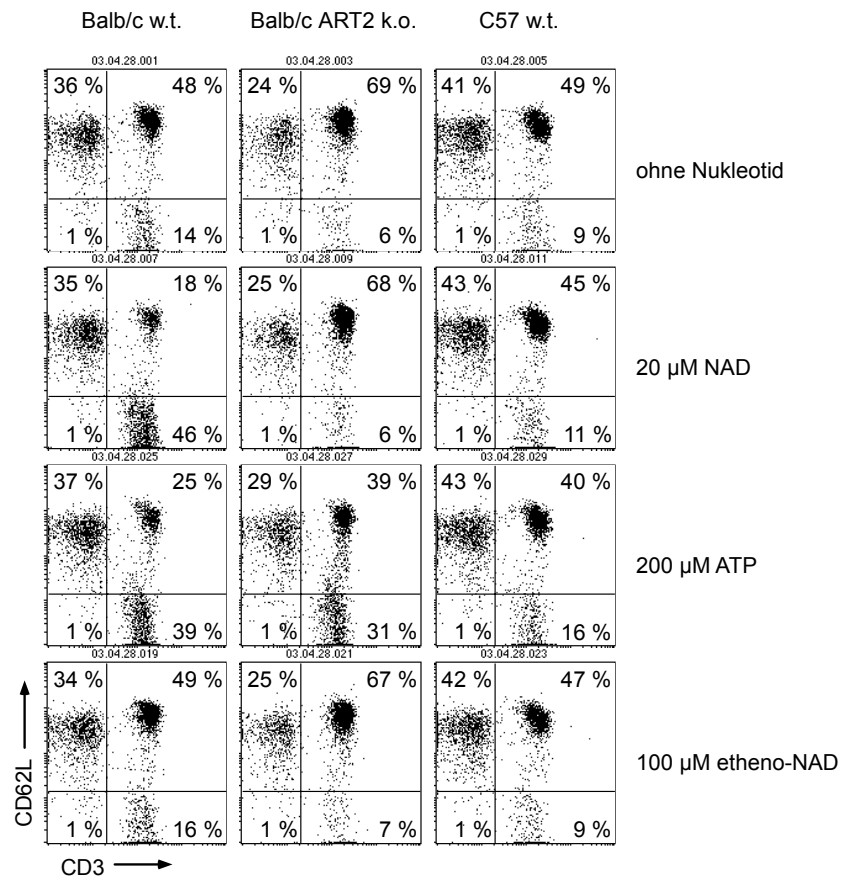 Balb/c w.t. Balb/c ART2 k.o. C57 w.t.
03.04.28.001 03.04.28.003 03.04.28.005
36 % 48 % 24 % 69 % 41 % 49 %
ohne Nukleotid
1 % 14 % 1 % 6 % 1 % 9 %
03.04.28.007 03.04.28.009 03.04.28.011
35 % 18 % 25 % 68 % 43 % 45 %
20 µM NAD
1 % 46 % 1 % 6 % 1 % 11 %
03.04.28.025 03.04.28.027 03.04.28.029
37 % 25 % 29 % 39 % 43 % 40 %
200 µM ATP
1 % 39 % 1 % 31 % 1 % 16 %
03.04.28.019 03.04.28.021 03.04.28.023
34 % 49 % 25 % 67 % 42 % 47 %
100 µM etheno-NAD
1 % 16 % 1 % 7 % 1 % 9 %
CD62L
CD3